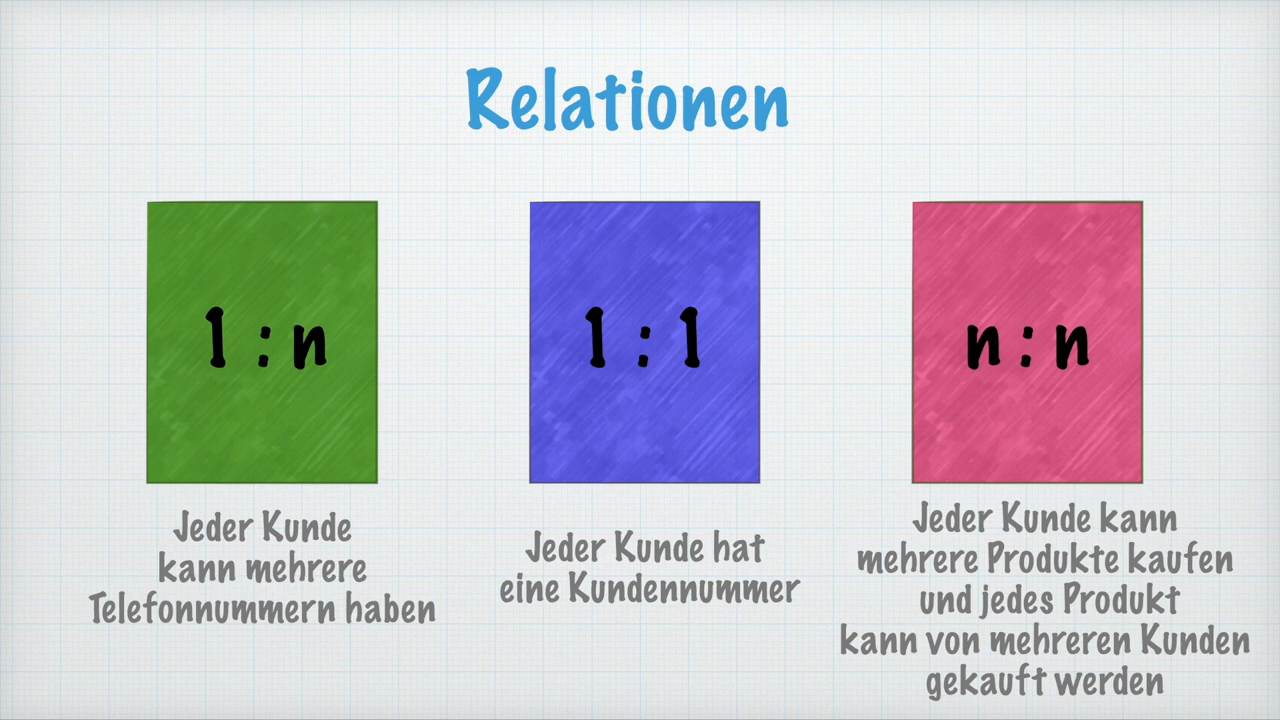 Relationen
1 : n
1 : 1
n : n
Jeder Kunde
kann mehrere
Telefonnummern haben
Jeder Kunde hat
eine Kundennummer
Jeder Kunde kann
mehrere Produkte kaufen
und jedes Produkt
kann von mehreren Kunden
gekauft werden